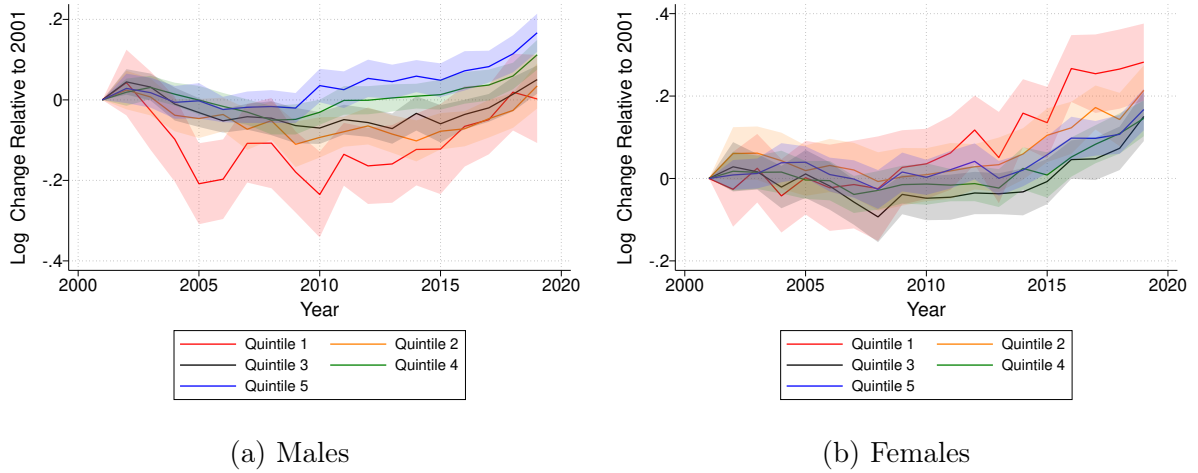 Log Change Relative to 2001
.2
0
-.2
-.4
2000 2005 2010 2015 2020
Year
Quintile 1 Quintile 2
Quintile 3 Quintile 4
Quintile 5
(a) Males
Log Change Relative to 2001
.4
.2
0
-.2
2000 2005 2010 2015 2020
Year
Quintile 1 Quintile 2
Quintile 3 Quintile 4
Quintile 5
(b) Females